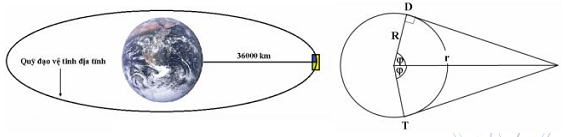 Quỹ đạo vệ tinh địa tĩnh
36000 km
D
R
φ
φ
r
T